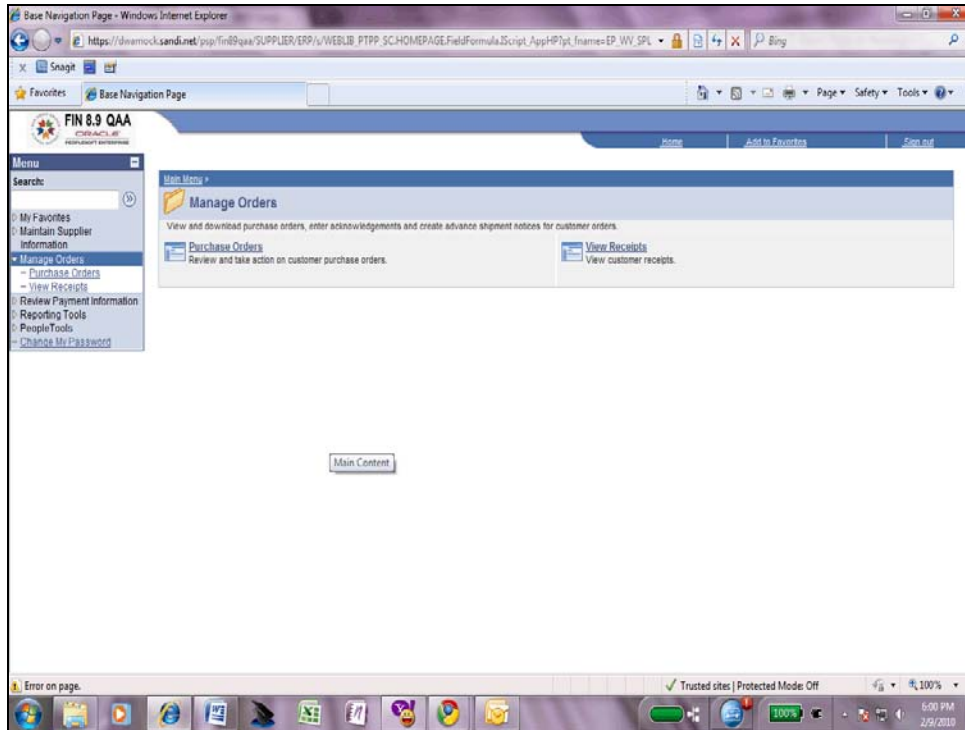 Base Navigation Page - Windows Internet Explorer
Bing
x Snagit
Favorites Base Navigation Page Page Safety Tools
FIN 8.9 QAA
ORACLE
PEOPLESOFT ENTERPRISE
Home Add to Favorites Sign out
Menu
Search:
My Favorites
Maintain Supplier
Information
Manage Orders
– Purchase Orders
– View Receipts
Review Payment Information
Reporting Tools
PeopleTools
– Change My Password
Main Menu >
Manage Orders
View and download purchase orders, enter acknowledgements and create advance shipment notices for customer orders.
Purchase Orders
Review and take action on customer purchase orders.
View Receipts
View customer receipts.
Main Content
Error on page. Trusted sites | Protected Mode: Off 100%
100% 6:00 PM
2/9/2010